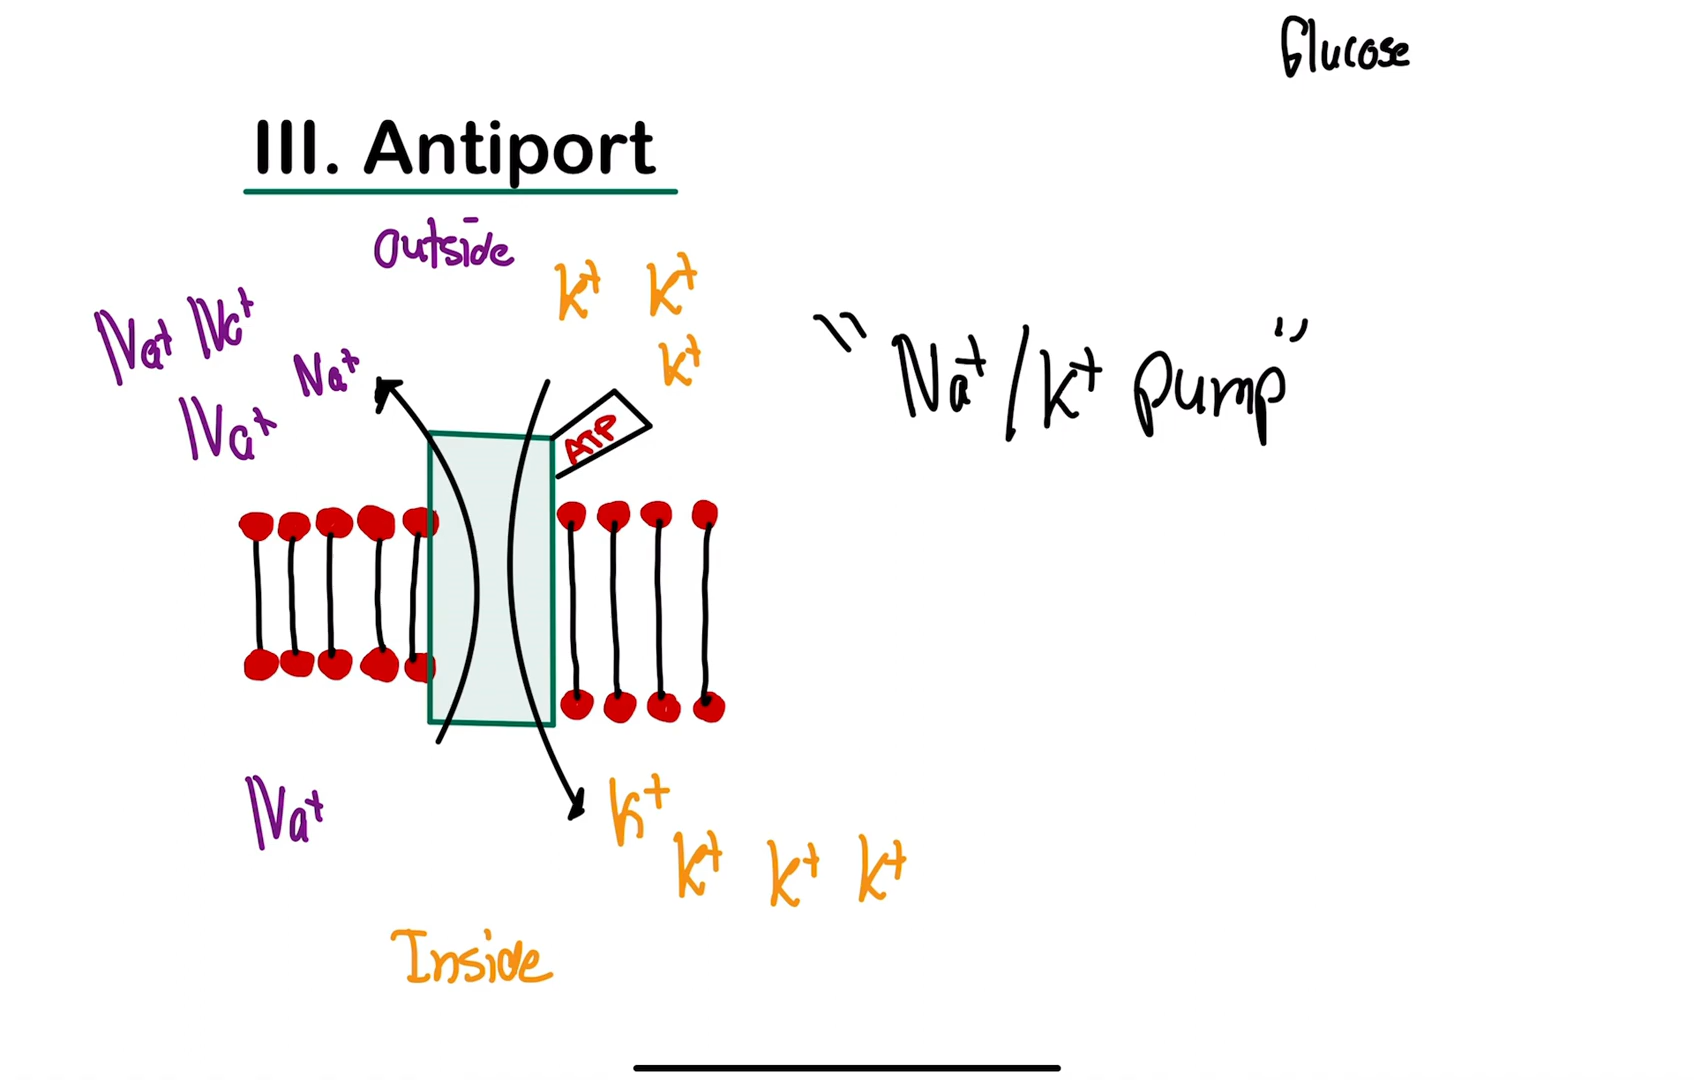 Glucose
III. Antiport
Outside
K+ K+
Na+ Na+
Na+
K+
Na+
"Na+/K+ Pump"
ATP
Na+
K+
K+ K+ K+
Inside